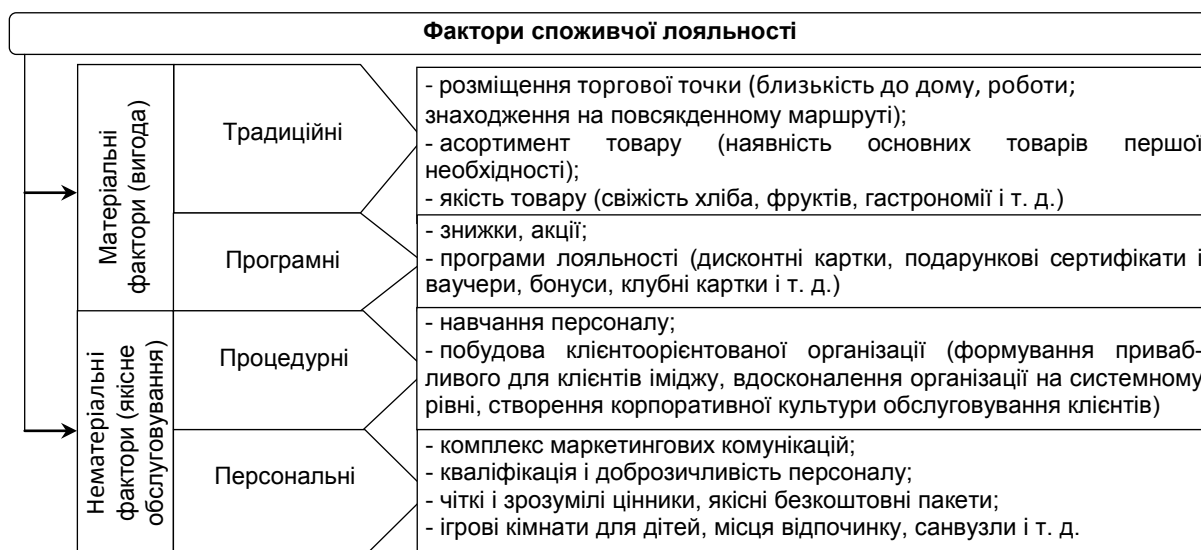 Фактори споживчої лояльності
Матеріальні
фактори (вигода)
Традиційні
- розміщення торгової точки (близькість до дому, роботи;
знаходження на повсякденному маршруті);
- асортимент товару (наявність основних товарів першої
необхідності);
- якість товару (свіжість хліба, фруктів, гастрономії і т. д.)
Програмні
- знижки, акції;
- програми лояльності (дисконтні картки, подарункові сертифікати і
ваучери, бонуси, клубні картки і т. д.)
Нематеріальні
фактори (якісне
обслуговування)
Процедурні
- навчання персоналу;
- побудова клієнтоорієнтованої організації (формування приваб-
ливого для клієнтів іміджу, вдосконалення організації на системному
рівні, створення корпоративної культури обслуговування клієнтів)
Персональні
- комплекс маркетингових комунікацій;
- кваліфікація і доброзичливість персоналу;
- чіткі і зрозумілі цінники, якісні безкоштовні пакети;
- ігрові кімнати для дітей, місця відпочинку, санвузли і т. д.